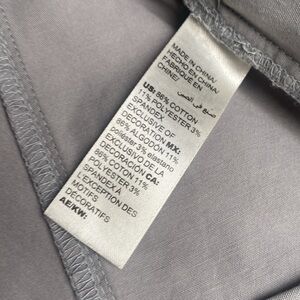 MADE IN CHINA/
HECHO EN CHINA/
FABRIQUÉ EN
CHINE/
صنع في الصين
US: 86% COTTON
11% POLYESTER 3%
SPANDEX
EXCLUSIVE OF
DECORATION MX:
86% ALGODON 11%
poliéster 3% elastano
EXCLUSIVO DE LA
DECORACIÓN CA:
86% COTON 11%
POLYESTER 3%
SPANDEX À
L'EXCEPTION DES
MOTIFS
DÉCORATIFS
AE/KW: